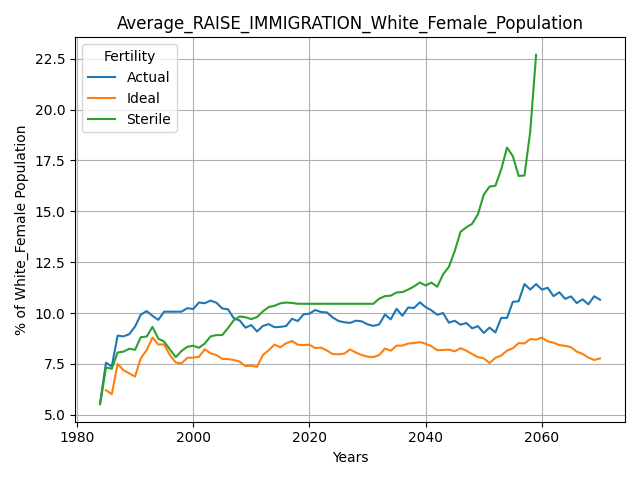 Average_RAISE_IMMIGRATION_White_Female_Population
% of White_Female Population
22.5
20.0
17.5
15.0
12.5
10.0
7.5
5.0
Fertility
Actual
Ideal
Sterile
1980
2000
2020
2040
2060
Years